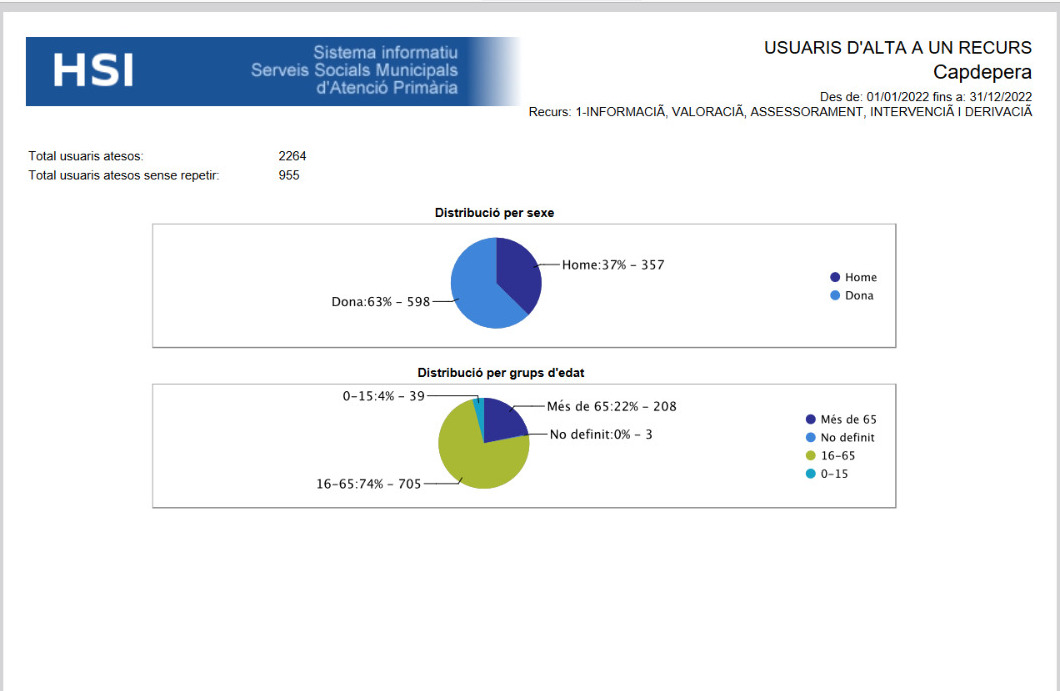 HSI
Sistema informatiu
Serveis Socials Municipals
d'Atenció Primària
USUARIS D'ALTA A UN RECURS
Capdepera
Des de: 01/01/2022 fins a: 31/12/2022
Recurs: 1-INFORMACIÃ, VALORACIÃ, ASSESSORAMENT, INTERVENCIÃ I DERIVACIÃ
Total usuaris atesos: 2264
Total usuaris atesos sense repetir: 955
Distribució per sexe
Home:37% - 357
Dona:63% - 598
Home
Dona
Distribució per grups d'edat
0-15:4% - 39
Més de 65:22% - 208
No definit:0% - 3
16-65:74% - 705
Més de 65
No definit
16-65
0-15